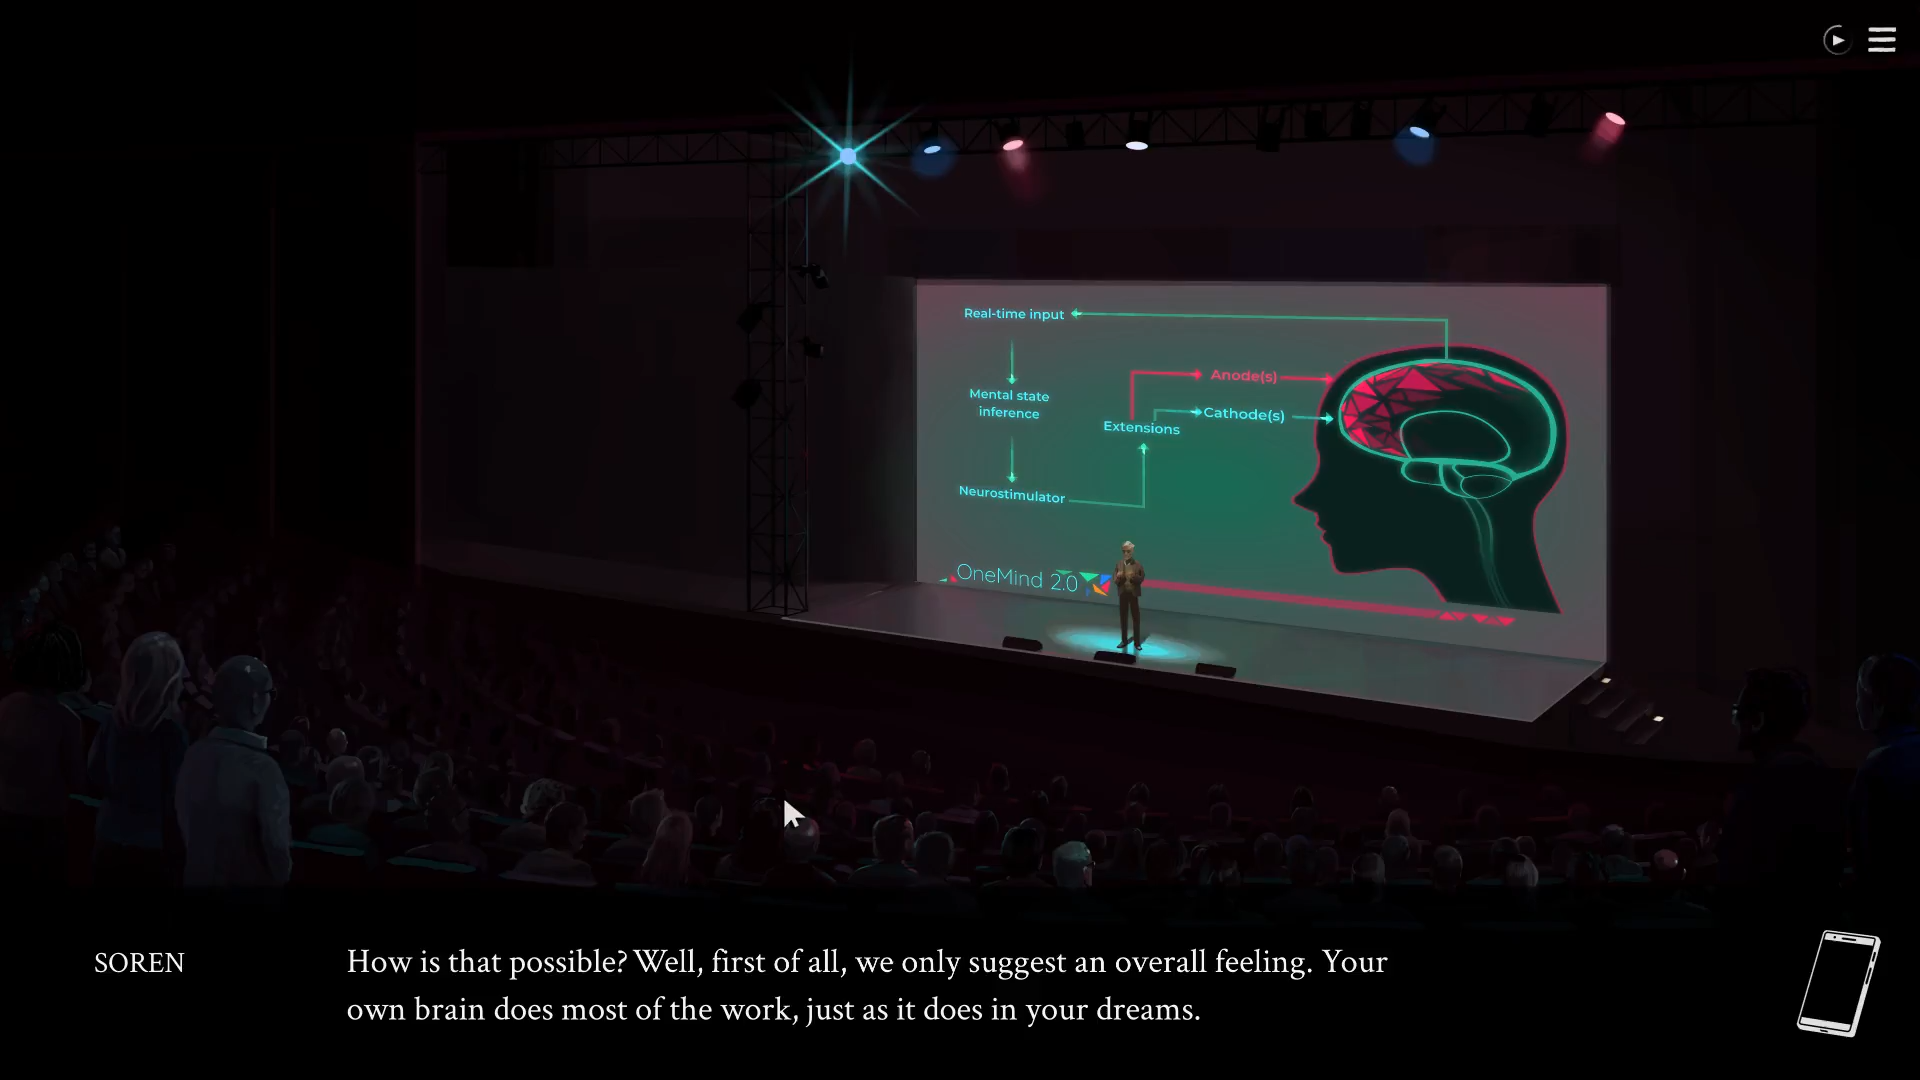 Real-time input
Anode(s)
Mental state
inference
Cathode(s)
Extensions
Neurostimulator
OneMind 2.0
SOREN
How is that possible? Well, first of all, we only suggest an overall feeling. Your
own brain does most of the work, just as it does in your dreams.